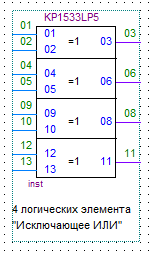 KP1533LP5
01 01 =1 03 03
02 02
04 04 =1 06 06
05 05
09 09 =1 08 08
10 10
12 12 =1 11 11
13 13
inst
4 логических элемента
"Исключающее ИЛИ"